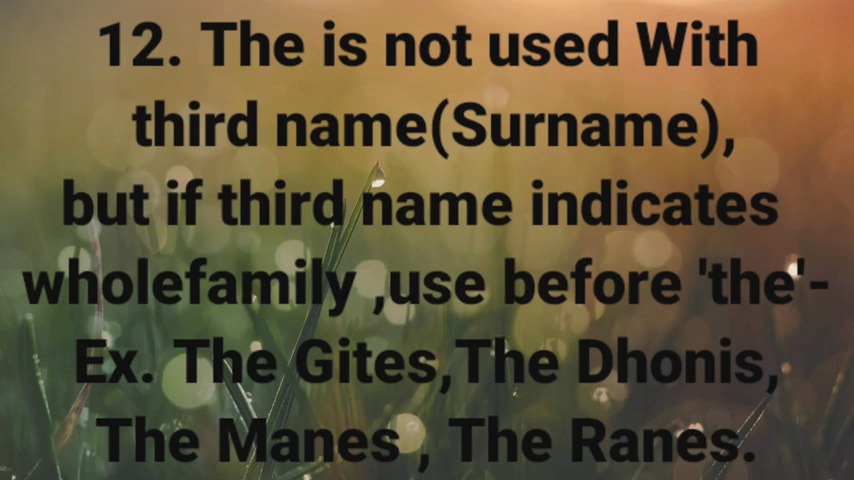 12. The is not used With
third name(Surname),
but if third name indicates
wholefamily ,use before 'the'-
Ex. The Gites,The Dhonis,
The Manes , The Ranes.